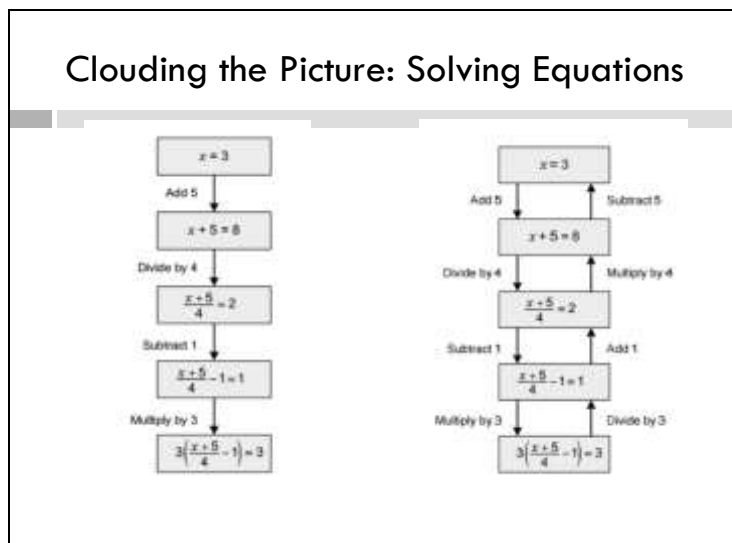 Clouding the Picture: Solving Equations
x = 3
Add 5
x + 5 = 8
Divide by 4
x + 5
4
= 2
Subtract 1
x + 5
4
− 1 = 1
Multiply by 3
3(x + 5
4
− 1) = 3
x = 3
Add 5
Subtract 5
x + 5 = 8
Divide by 4
Multiply by 4
x + 5
4
= 2
Subtract 1
Add 1
x + 5
4
− 1 = 1
Multiply by 3
Divide by 3
3(x + 5
4
− 1) = 3